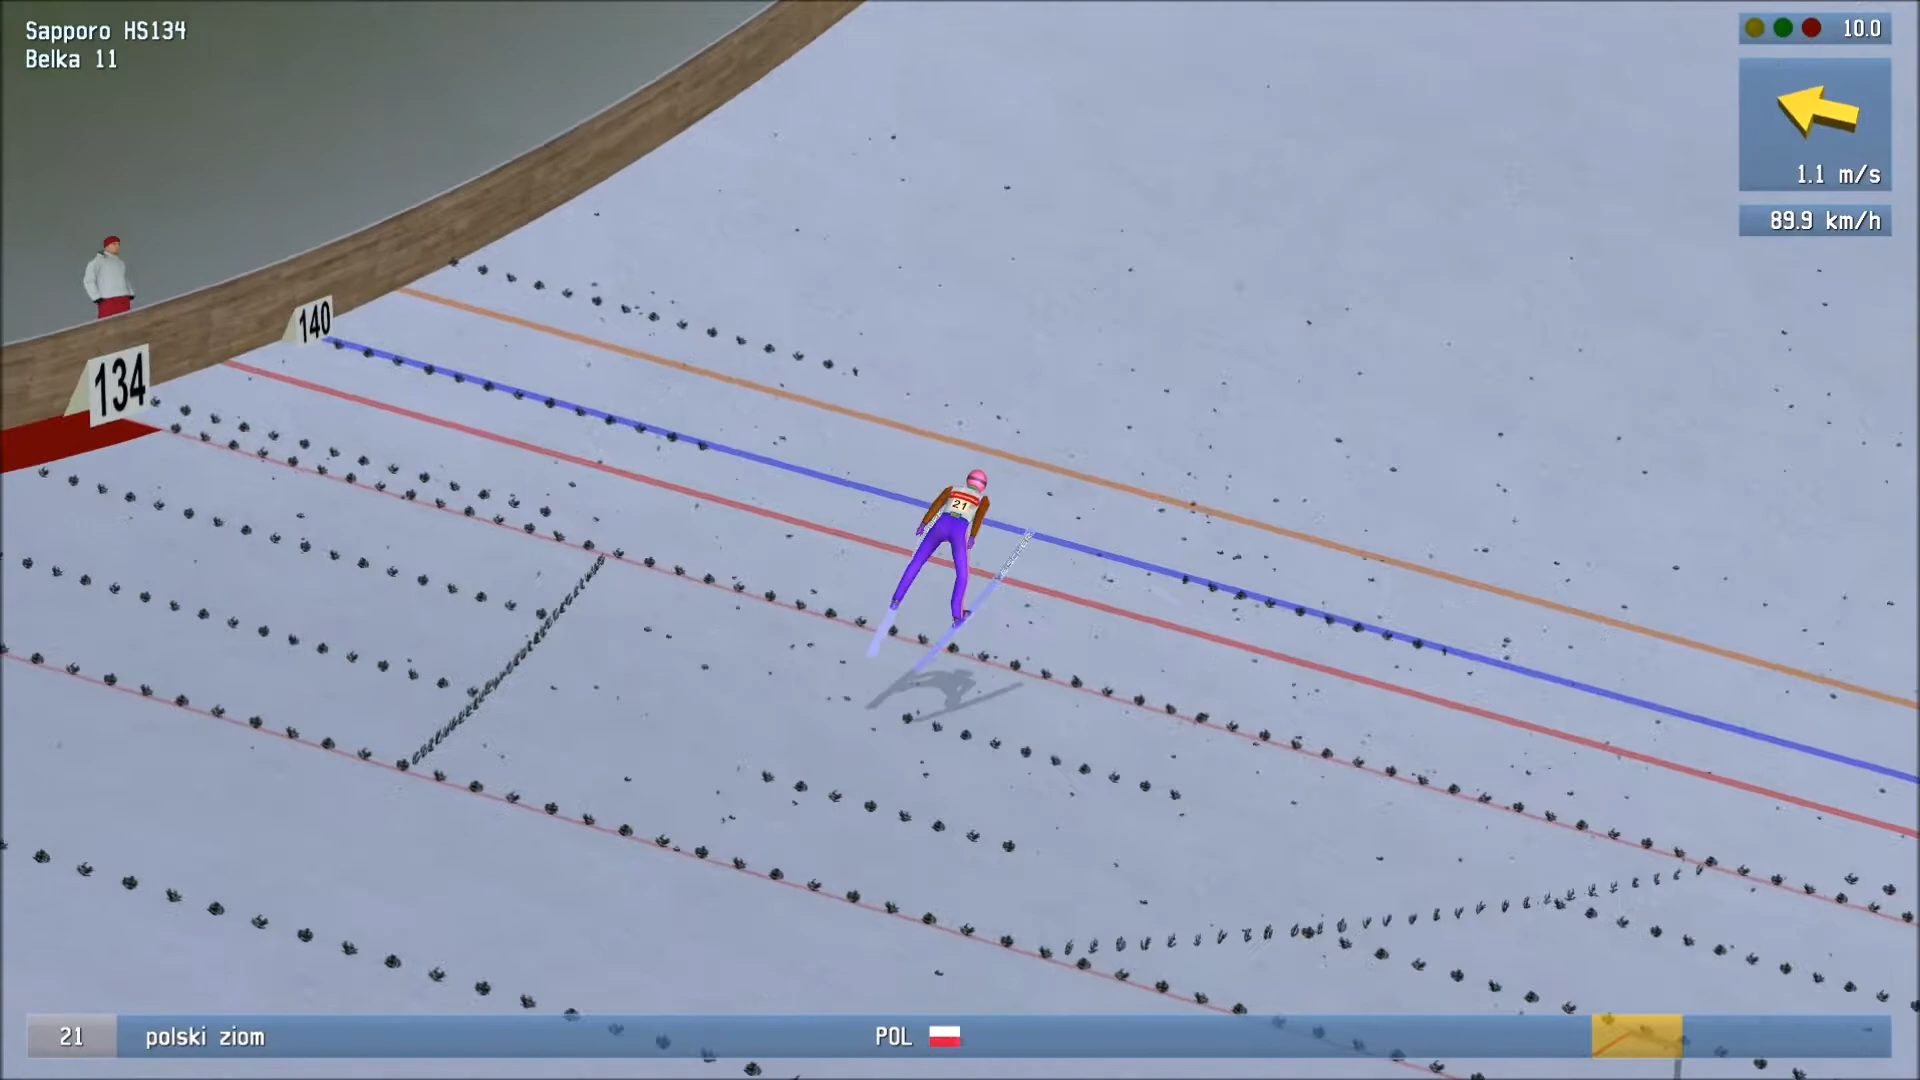 Sapporo HS134
Belka 11
10.0
1.1 m/s
89.9 km/h
140
134
21
21 polski ziom POL